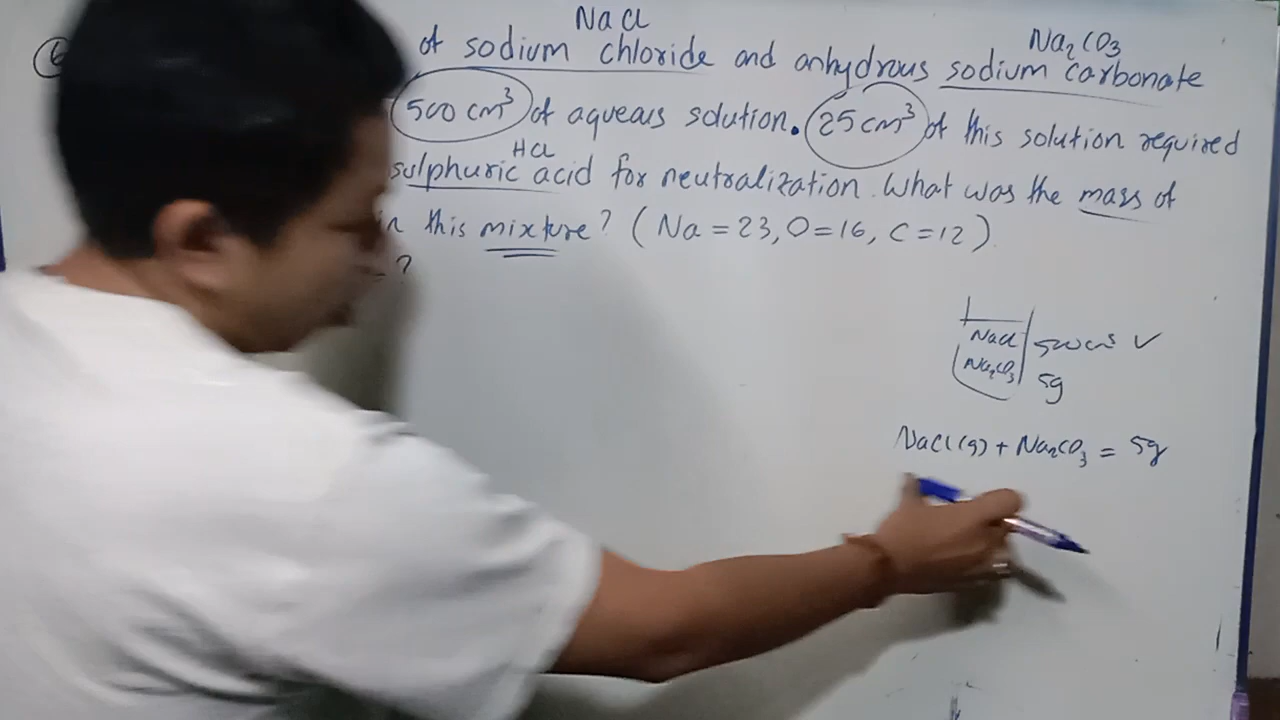 NaCl
Na2CO3
of sodium chloride and anhydrous sodium carbonate
500 cm³ of aqueous solution. 25 cm³ of this solution required
HCl
sulphuric acid for neutralization. What was the mass of
in this mixture? (Na = 23, O = 16, C = 12).
= ?
NaCl 500 cm³ ✓
Na2CO3 5g
NaCl(g) + Na2CO3 = 5g